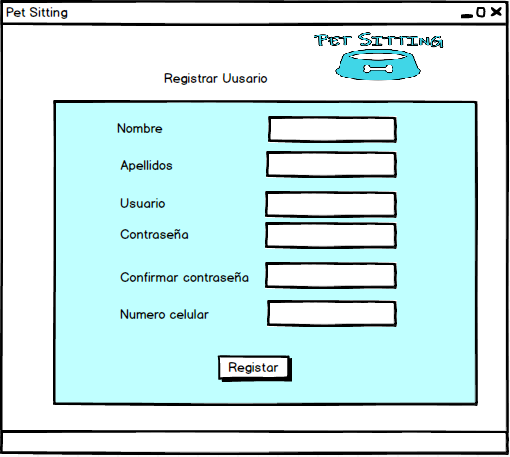 Pet Sitting
PET SITTING
Registrar Uusario
Nombre
Apellidos
Usuario
Contraseña
Confirmar contraseña
Numero celular
Registar